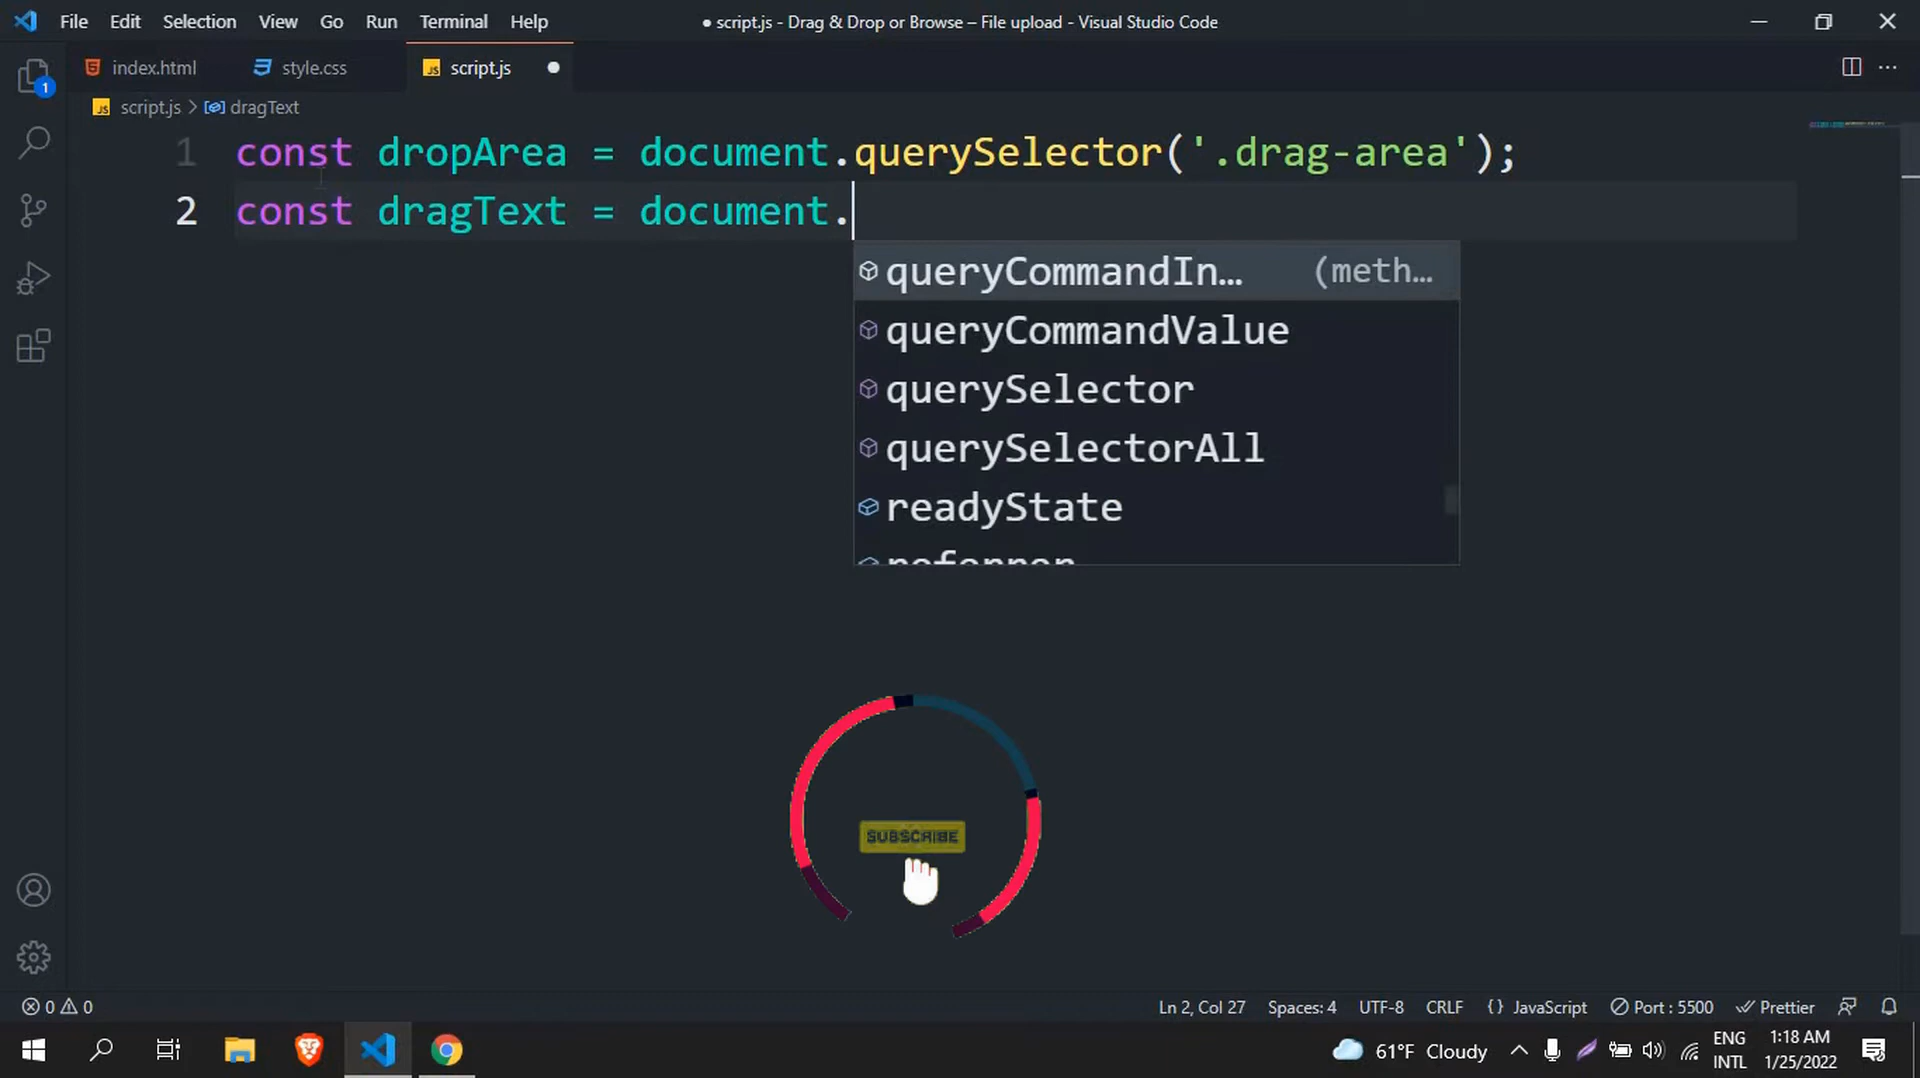 File Edit Selection View Go Run Terminal Help
● script.js - Drag & Drop or Browse – File upload - Visual Studio Code
index.html
style.css
script.js
script.js > dragText
1
1 const dropArea = document.querySelector('.drag-area');
2 const dragText = document.
queryCommandIn… (meth…
queryCommandValue
querySelector
querySelectorAll
readyState
referrer
SUBSCRIBE
0 0
Ln 2, Col 27 Spaces: 4 UTF-8 CRLF {} JavaScript Port : 5500 Prettier
61°F Cloudy
ENG
INTL
1:18 AM
1/25/2022